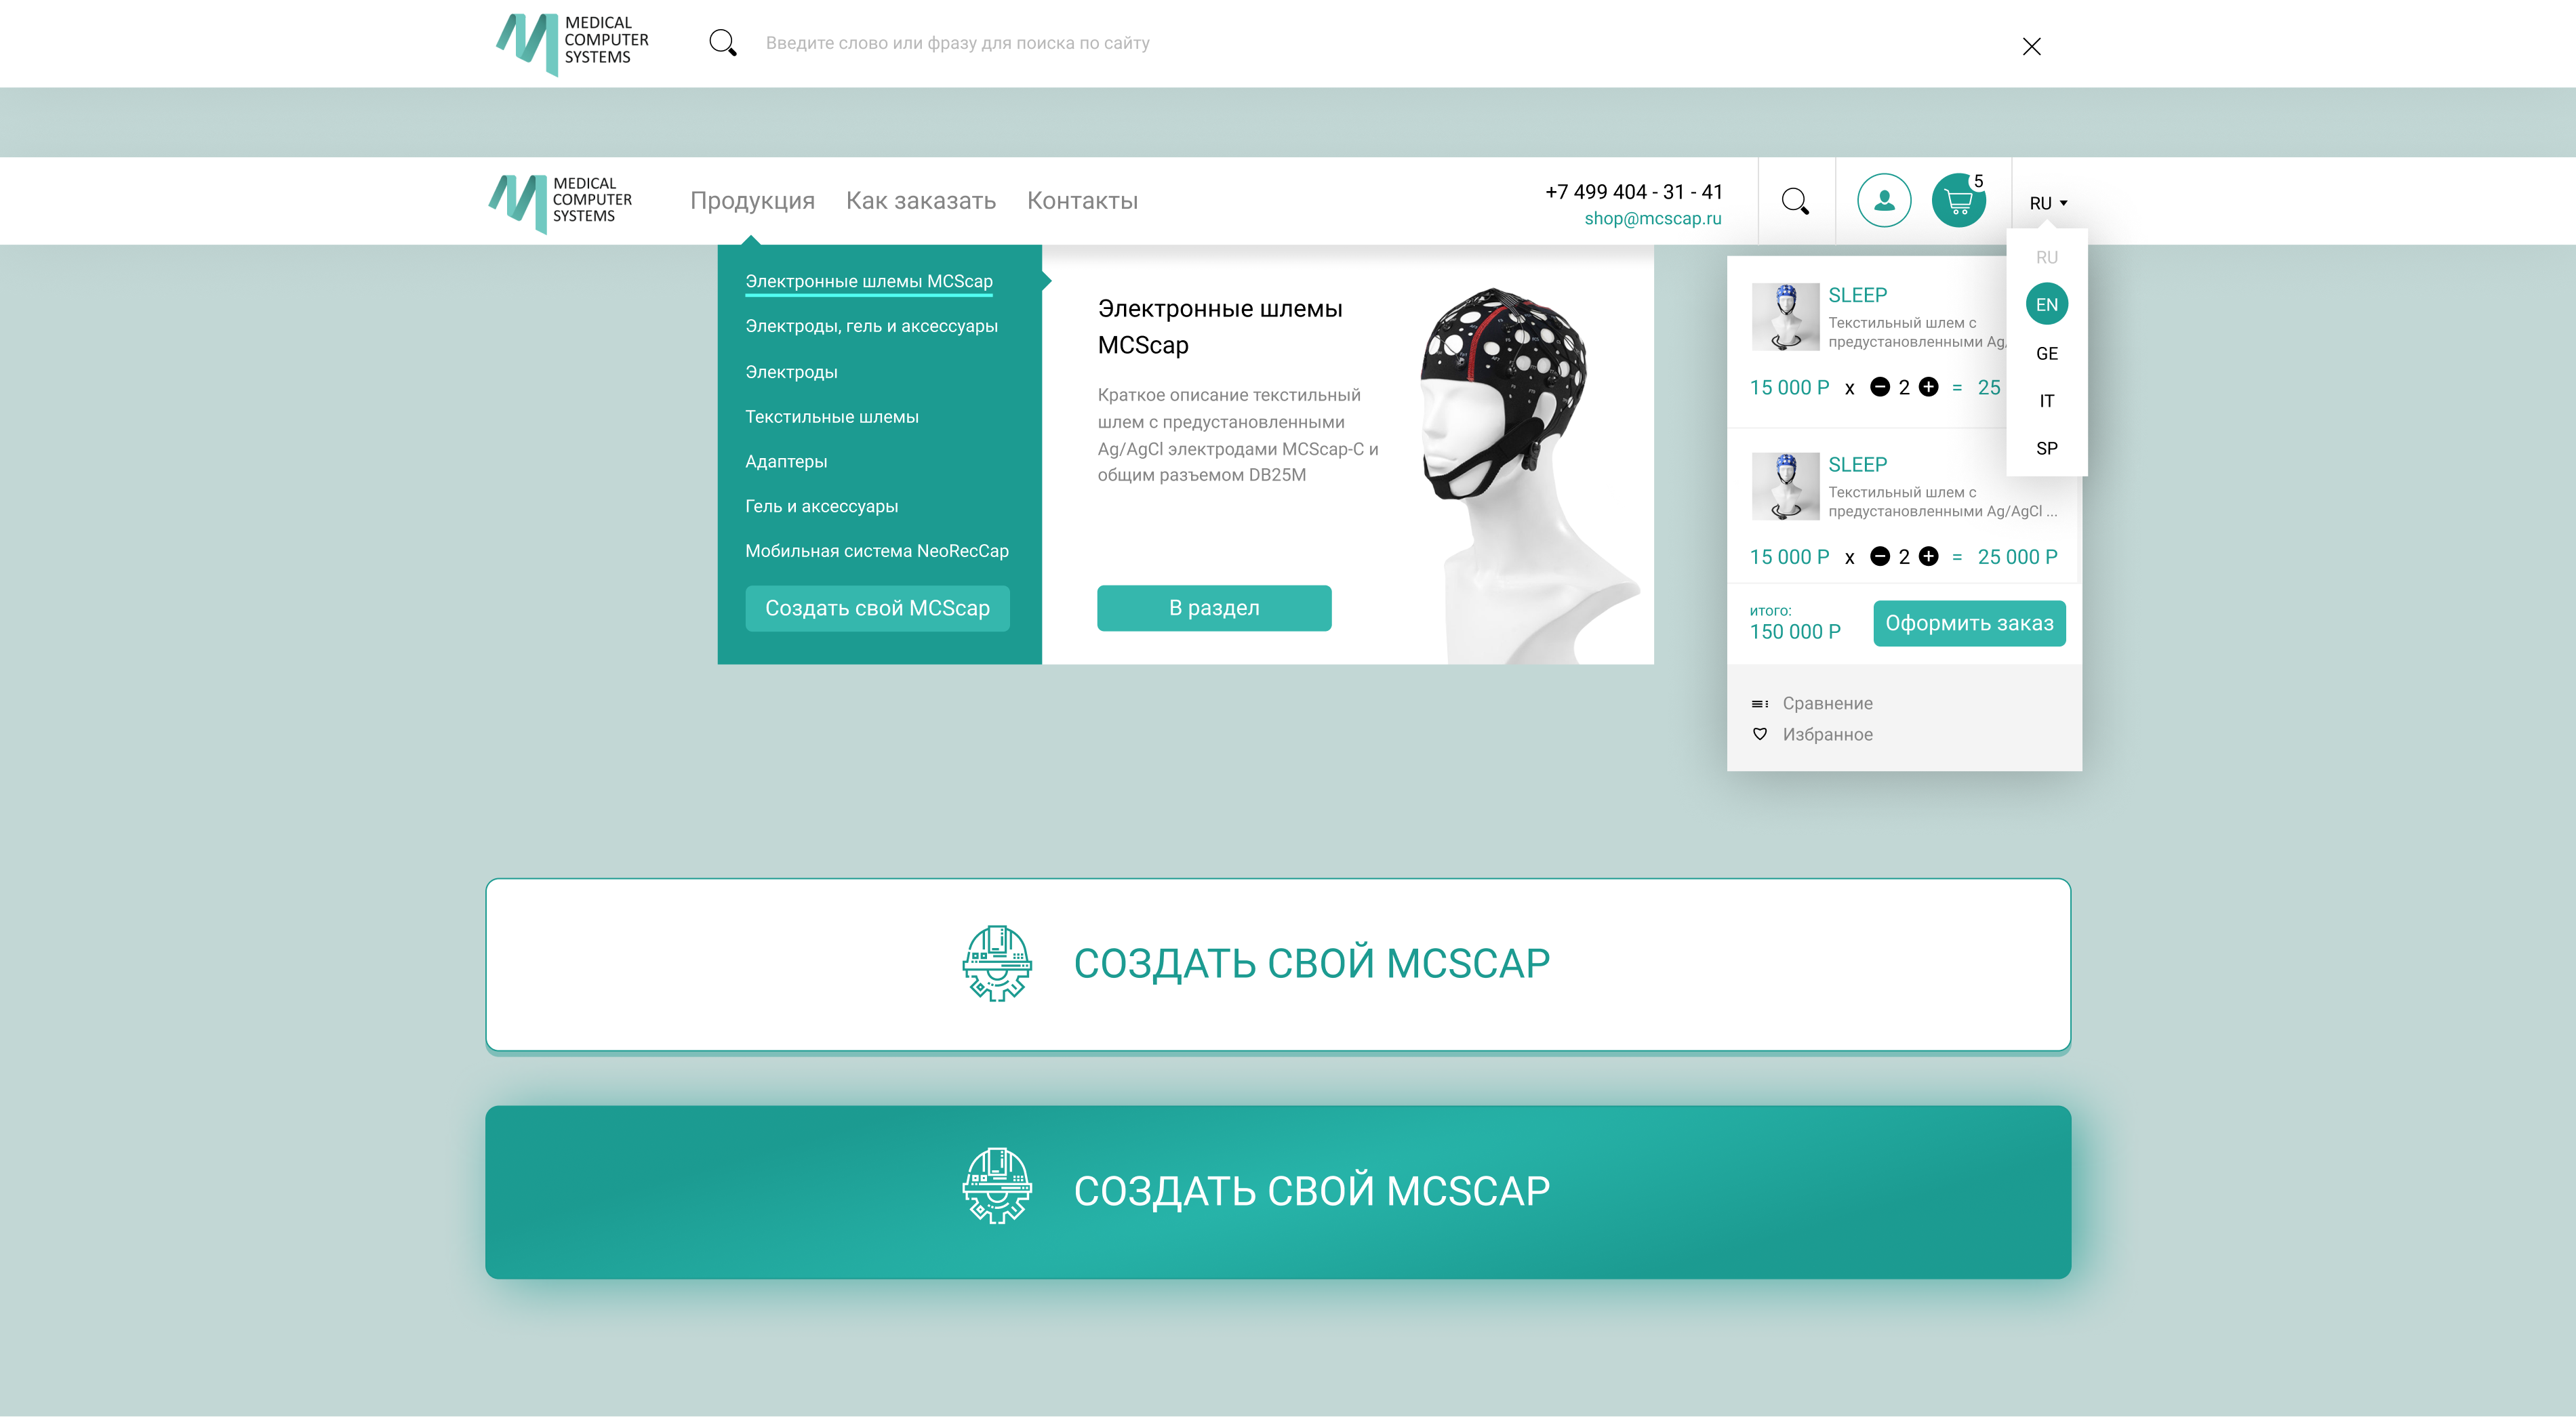 MEDICAL
COMPUTER
SYSTEMS
Введите слово или фразу для поиска по сайту
MEDICAL
COMPUTER
SYSTEMS
Продукция
Как заказать
Контакты
+7 499 404 - 31 - 41
shop@mcscap.ru
5
RU
RU
EN
GE
IT
SP
Электронные шлемы MCScap
Электроды, гель и аксессуары
Электроды
Текстильные шлемы
Адаптеры
Гель и аксессуары
Мобильная система NeoRecCap
Создать свой MCScap
Электронные шлемы
MCScap
Краткое описание текстильный
шлем с предустановленными
Ag/AgCl электродами MCScap-C и
общим разъемом DB25M
В раздел
SLEEP
Текстильный шлем с
предустановленными Ag/
15 000 Р x 2 = 25
SLEEP
Текстильный шлем с
предустановленными Ag/AgCl ...
15 000 Р x 2 = 25 000 Р
итого:
150 000 Р
Оформить заказ
Сравнение
Избранное
СОЗДАТЬ СВОЙ MCSCAP
СОЗДАТЬ СВОЙ MCSCAP